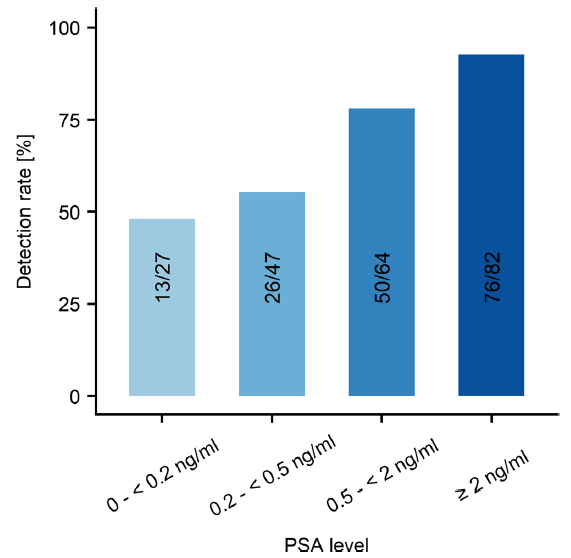 100
75
50
25
0
Detection rate [%]
13/27
26/47
50/64
76/82
0 - < 0.2 ng/ml
0.2 - < 0.5 ng/ml
0.5 - < 2 ng/ml
≥ 2 ng/ml
PSA level